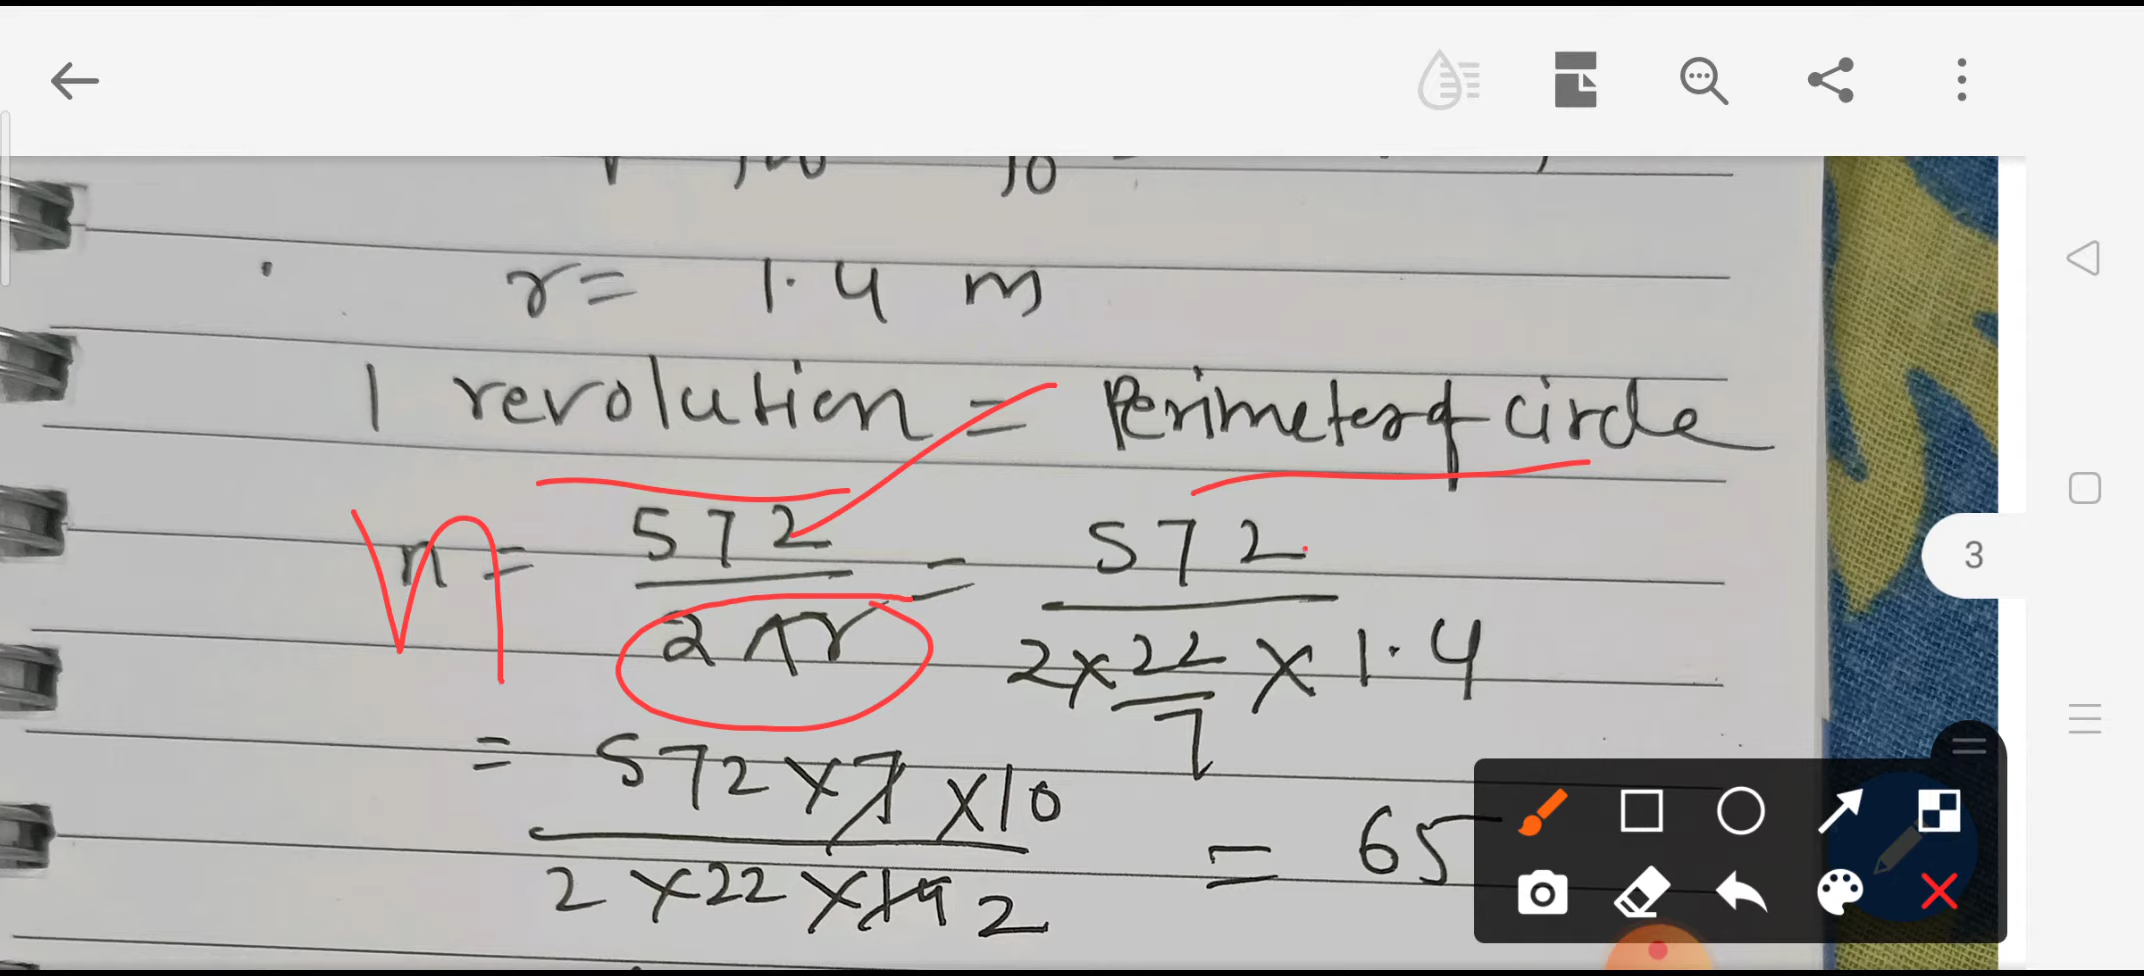 r = 1.4 m
1 revolution = Perimeter of circle
n = 572 / 2πr = 572 / 2 × 22/7 × 1.4
3
= 572 × 7 × 10 / 2 × 22 × 14 2 = 65